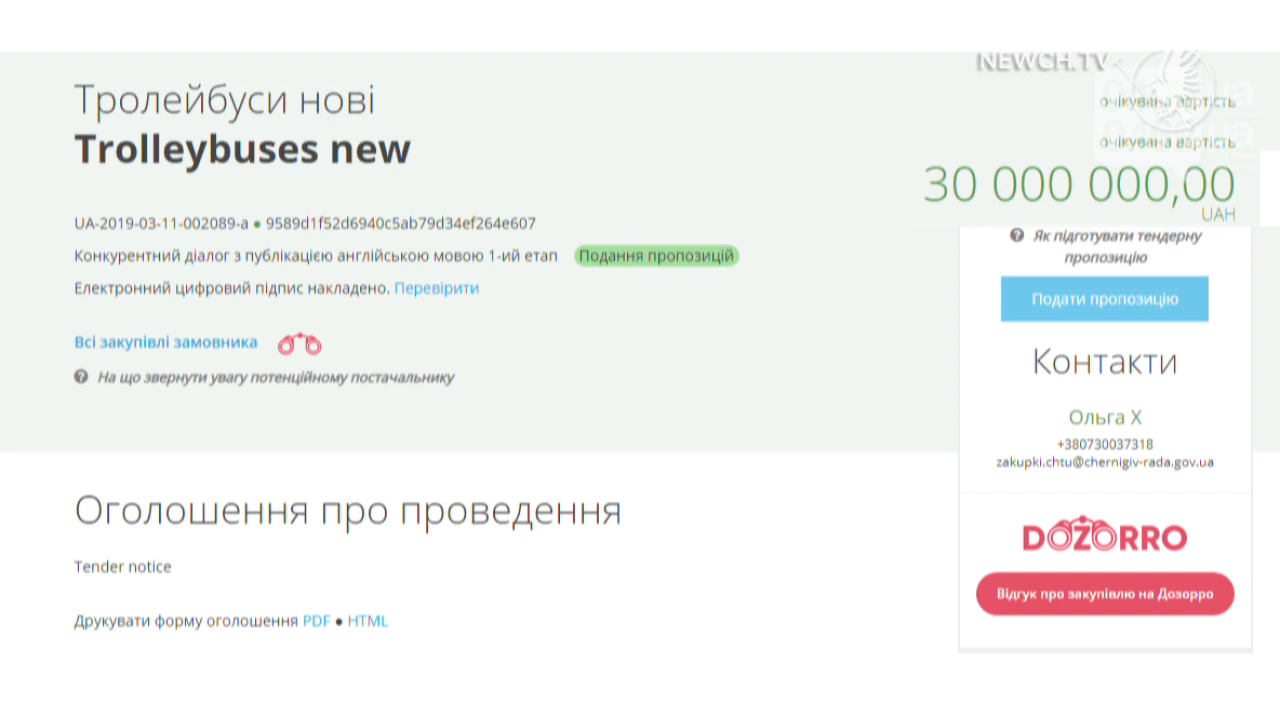 NEWCH.TV
Тролейбуси нові
Trolleybuses new
очікувана вартість
очікувана вартість
30 000 000,00
UAH
UA-2019-03-11-002089-a ● 9589d1f52d6940c5ab79d34ef264e607
Конкурентний діалог з публікацією англійською мовою 1-ий етап Подання пропозицій
Електронний цифровий підпис накладено. Перевірити
Всі закупівлі замовника
На що звернути увагу потенційному постачальнику
Як підготувати тендерну
пропозицію
Подати пропозицію
Контакти
Ольга Х
+380730037318
zakupki.chtu@chernigiv-rada.gov.ua
DOZORRO
Відгук про закупівлю на Дозорро
Оголошення про проведення
Tender notice
Друкувати форму оголошення PDF ● HTML